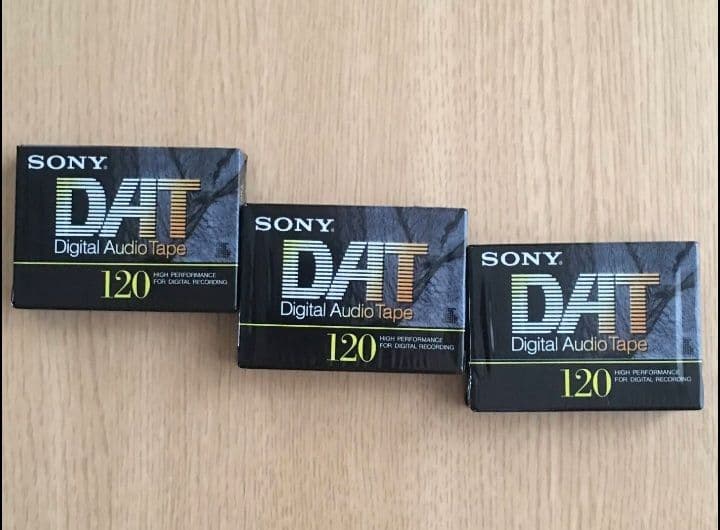 SONY®
DAT
Digital Audio Tape
120
HIGH PERFORMANCE
FOR DIGITAL RECORDING
SONY®
DAT
Digital Audio Tape
120
HIGH PERFORMANCE
FOR DIGITAL RECORDING
SONY®
DAT
Digital Audio Tape
120
HIGH PERFORMANCE
FOR DIGITAL RECORDING